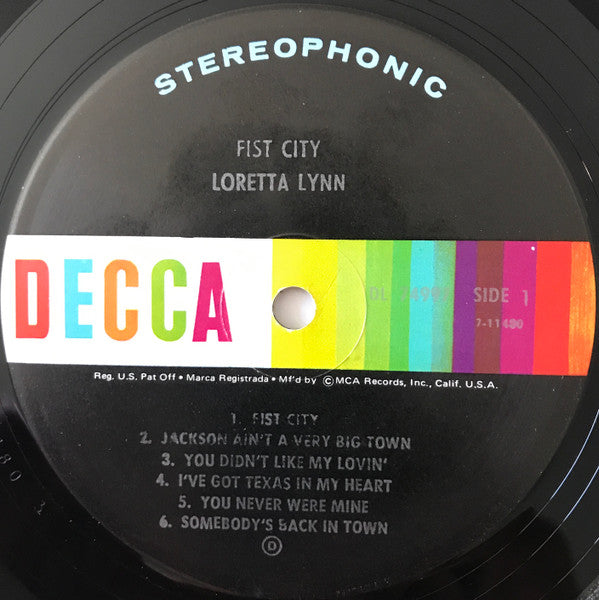 STEREOPHONIC
FIST CITY
LORETTA LYNN
DECCA
DL SIDE 1
7-11480
Reg. U.S. Pat Off • Marca Registrada • Mf'd by Ⓒ MCA Records, Inc., Calif. U.S.A.
1. FIST CITY
2. JACKSON AIN'T A VERY BIG TOWN
3. YOU DIDN'T LIKE MY LOVIN'
4. I'VE GOT TEXAS IN MY HEART
5. YOU NEVER WERE MINE
6. SOMEBODY'S BACK IN TOWN
Ⓓ